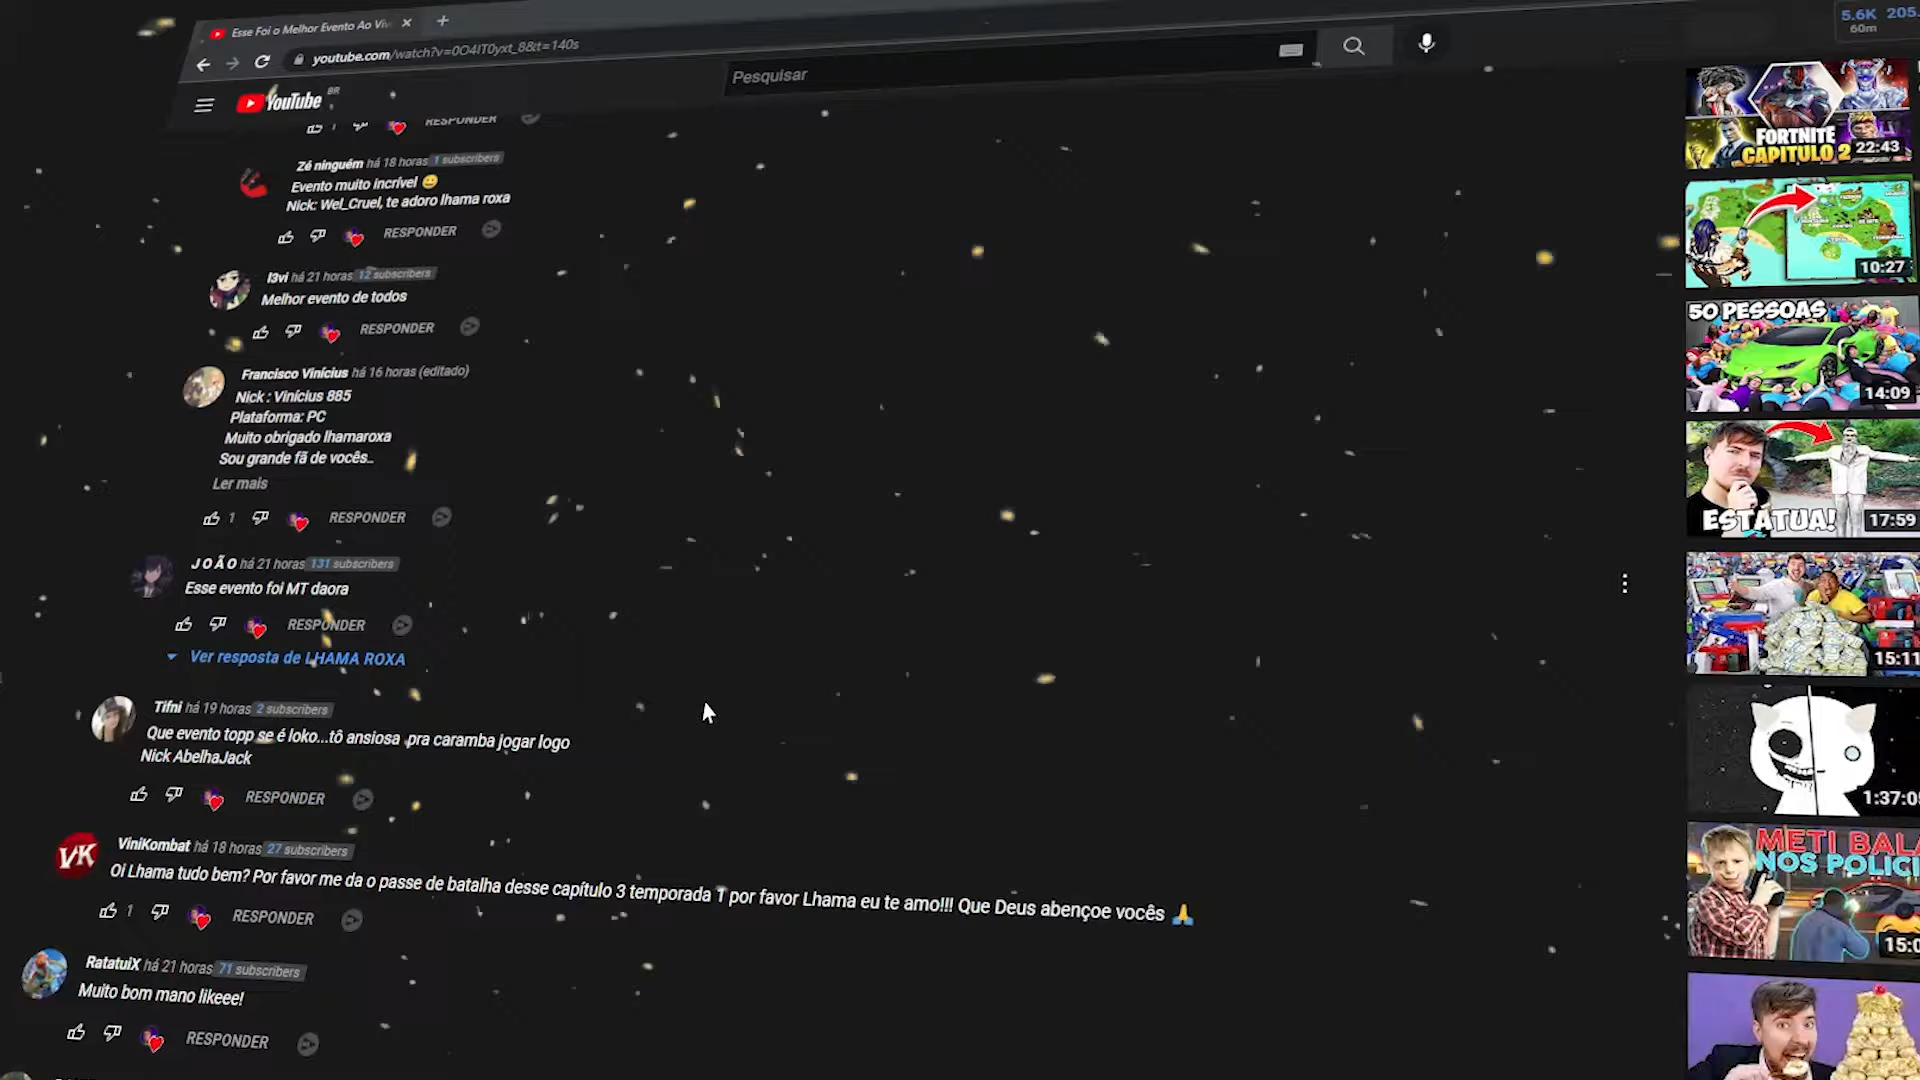 Esse Foi o Melhor Evento Ao Viv
youtube.com/watch?v=0O4IT0yxt_8&t=140s
5.6K 205.
60m
YouTube BR
Pesquisar
1 RESPONDER
Zé ninguém há 18 horas 1 subscribers
Evento muito incrível 😀
Nick: Wel_Cruel, te adoro lhama roxa
RESPONDER
l3vi há 21 horas 12 subscribers
Melhor evento de todos
RESPONDER
Francisco Vinícius há 16 horas (editado)
Nick : Vinícius 885
Plataforma: PC
Muito obrigado lhamaroxa
Sou grande fã de vocês..
Ler mais
1 RESPONDER
J O Ã O há 21 horas 131 subscribers
Esse evento foi MT daora
RESPONDER
Ver resposta de LHAMA ROXA
Tifni há 19 horas 2 subscribers
Que evento topp se é loko...tô ansiosa pra caramba jogar logo
Nick AbelhaJack
RESPONDER
ViniKombat há 18 horas 27 subscribers
Oi Lhama tudo bem? Por favor me da o passe de batalha desse capítulo 3 temporada 1 por favor Lhama eu te amo!!! Que Deus abençoe vocês 🙏
1 RESPONDER
RatatuiX há 21 horas 71 subscribers
Muito bom mano likeee!
RESPONDER
VK
FORTNITE
CAPITULO 2
22:43
10:27
50 PESSOAS
14:09
ESTÁTUA!
17:59
15:11
1:37:05
METI BALA
NOS POLICI
15:0